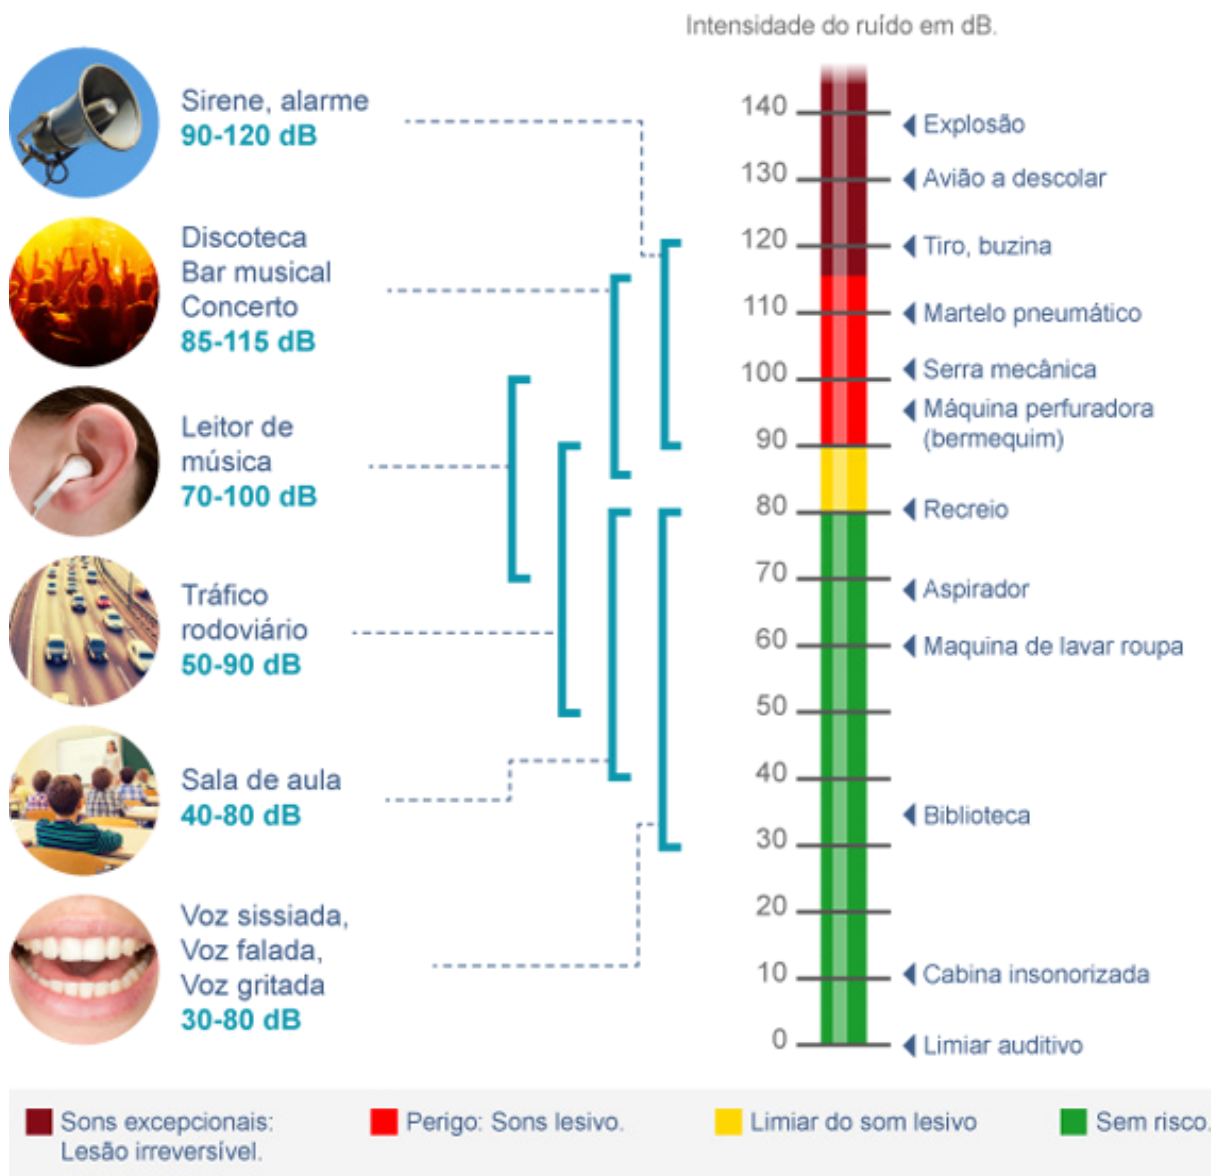 Intensidade do ruído em dB.
Sirene, alarme
90-120 dB
Discoteca
Bar musical
Concerto
85-115 dB
Leitor de
música
70-100 dB
Tráfico
rodoviário
50-90 dB
Sala de aula
40-80 dB
Voz sissiada,
Voz falada,
Voz gritada
30-80 dB
140
130
120
110
100
90
80
70
60
50
40
30
20
10
0
Explosão
Avião a descolar
Tiro, buzina
Martelo pneumático
Serra mecânica
Máquina perfuradora
(bermequim)
Recreio
Aspirador
Maquina de lavar roupa
Biblioteca
Cabina insonorizada
Limiar auditivo
Sons excepcionais:
Lesão irreversível.
Perigo: Sons lesivo.
Limiar do som lesivo
Sem risco.